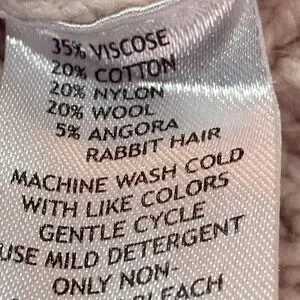 35% VISCOSE
20% COTTON
20% NYLON
20% WOOL
5% ANGORA
RABBIT HAIR
MACHINE WASH COLD
WITH LIKE COLORS
GENTLE CYCLE
USE MILD DETERGENT
ONLY NON-
BLEACH